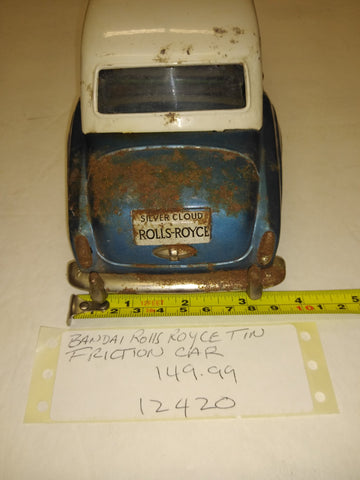 SILVER CLOUD
ROLLS-ROYCE
BANDAI ROLLS ROYCE TIN
FRICTION CAR
149.99
12420